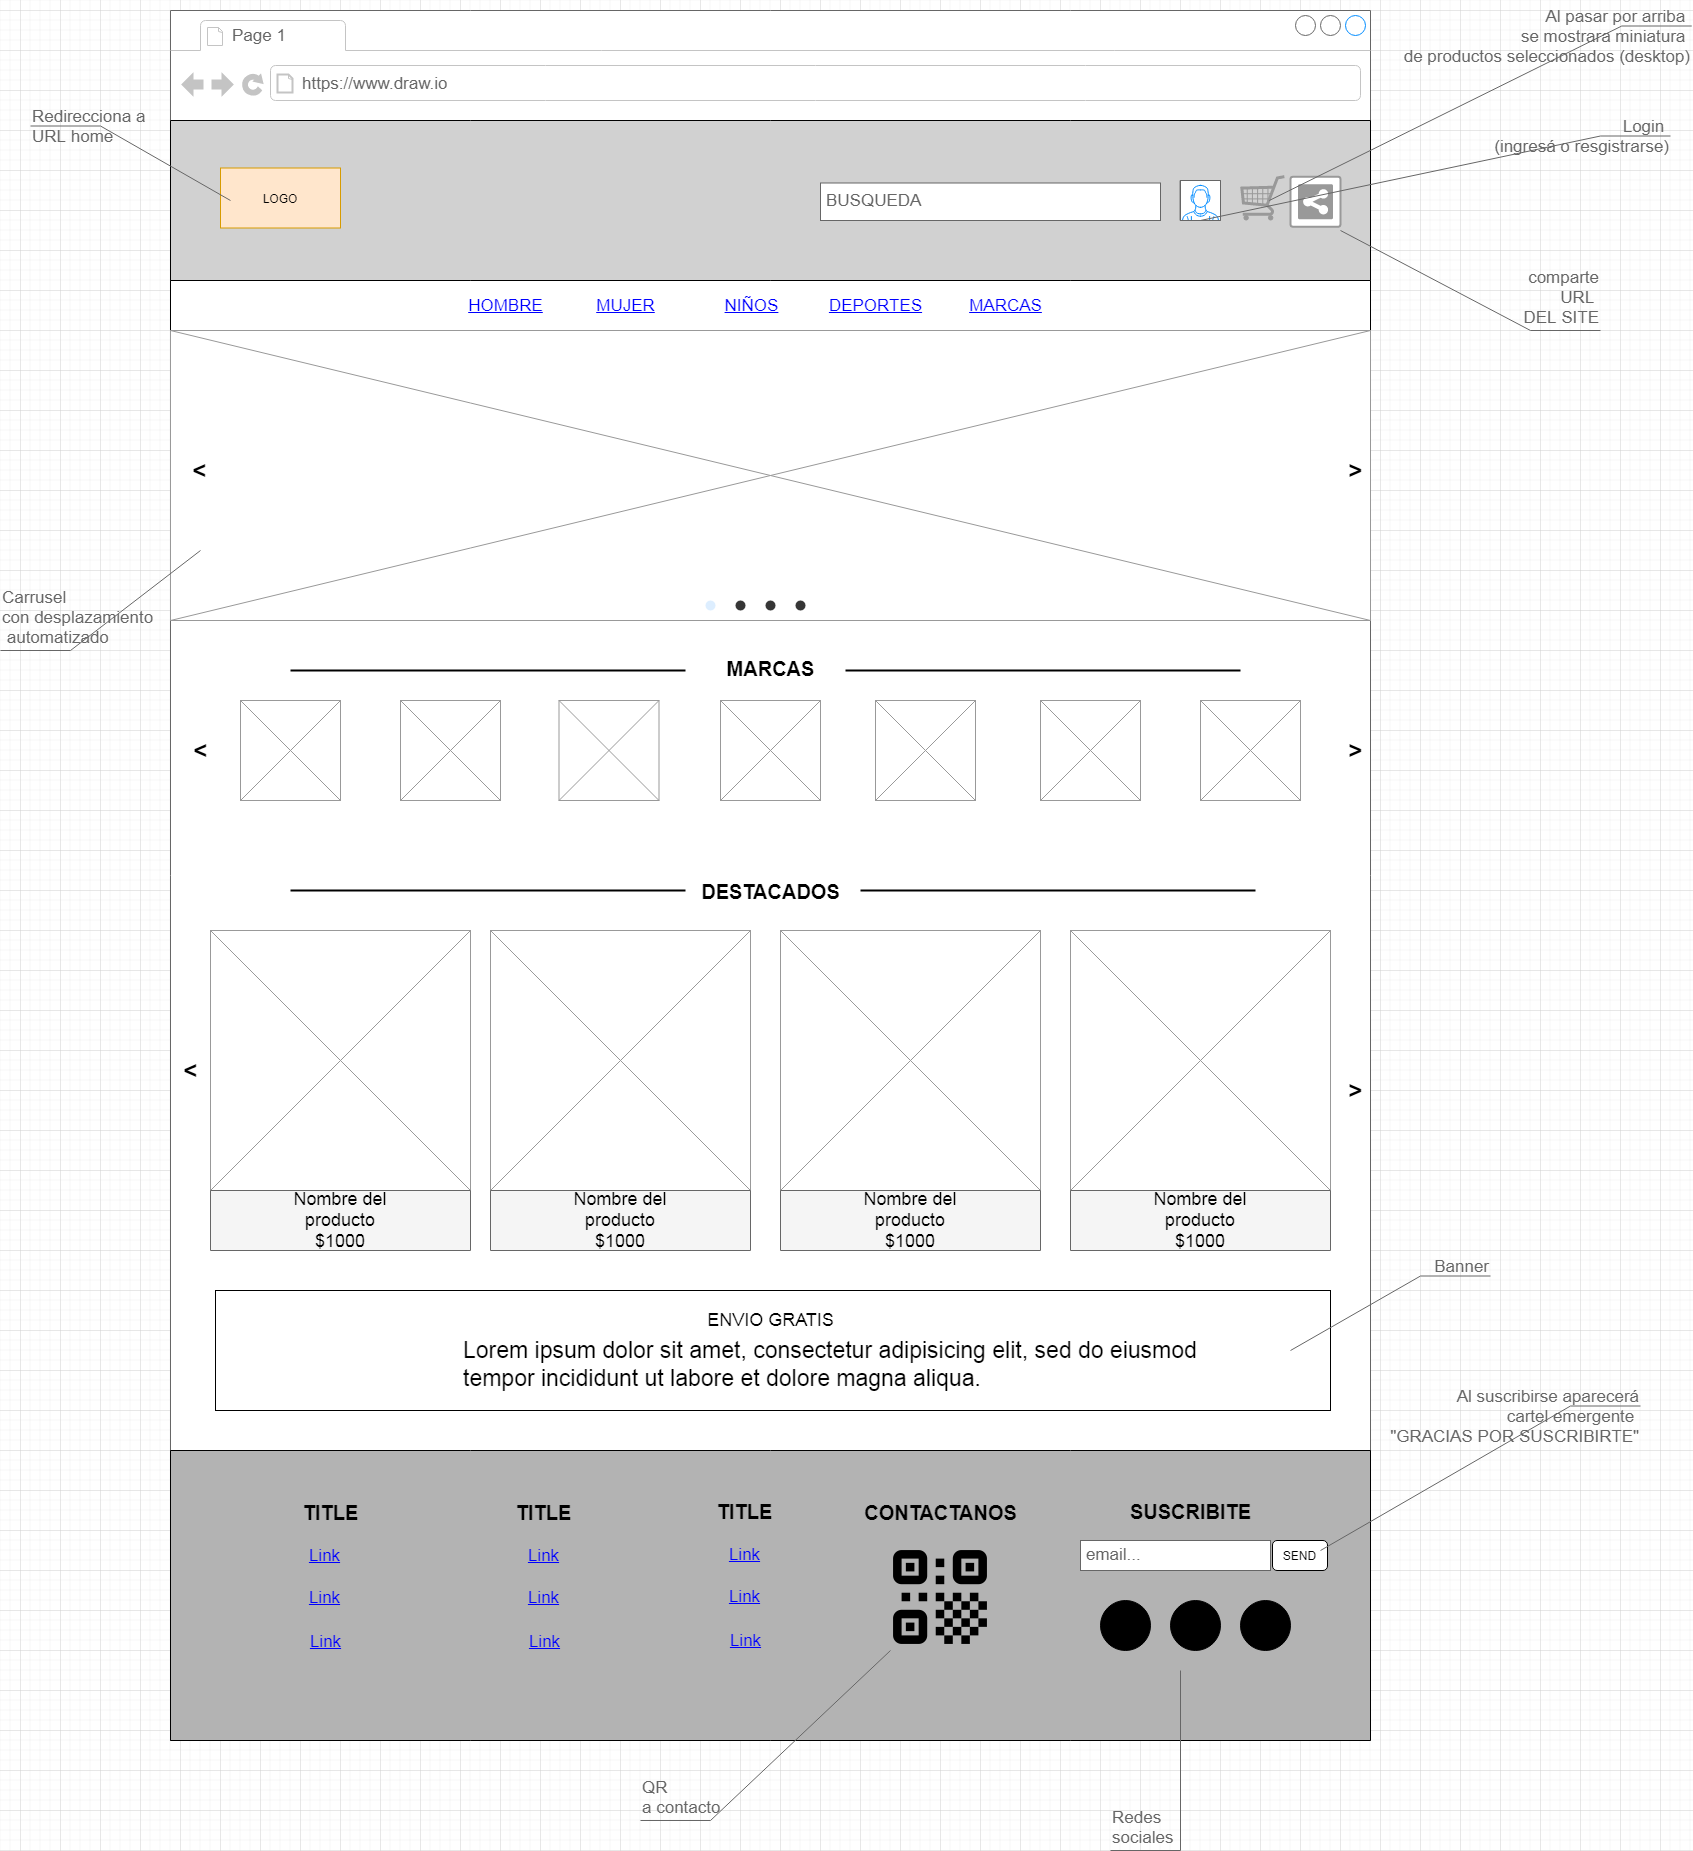 Page 1
https://www.draw.io
Al pasar por arriba
se mostrara miniatura
de productos seleccionados (desktop)
Redirecciona a
URL home
Login
(ingresá o resgistrarse)
LOGO
BUSQUEDA
comparte
URL
DEL SITE
HOMBRE
MUJER
NIÑOS
DEPORTES
MARCAS
<
>
Carrusel
con desplazamiento
automatizado
MARCAS
<
>
DESTACADOS
<
>
Nombre del
producto
$1000
Nombre del
producto
$1000
Nombre del
producto
$1000
Nombre del
producto
$1000
Banner
ENVIO GRATIS
Lorem ipsum dolor sit amet, consectetur adipisicing elit, sed do eiusmod
tempor incididunt ut labore et dolore magna aliqua.
Al suscribirse aparecerá
cartel emergente
"GRACIAS POR SUSCRIBIRTE"
TITLE
Link
Link
Link
TITLE
Link
Link
Link
TITLE
Link
Link
Link
CONTACTANOS
SUSCRIBITE
email...
SEND
QR
a contacto
Redes
sociales